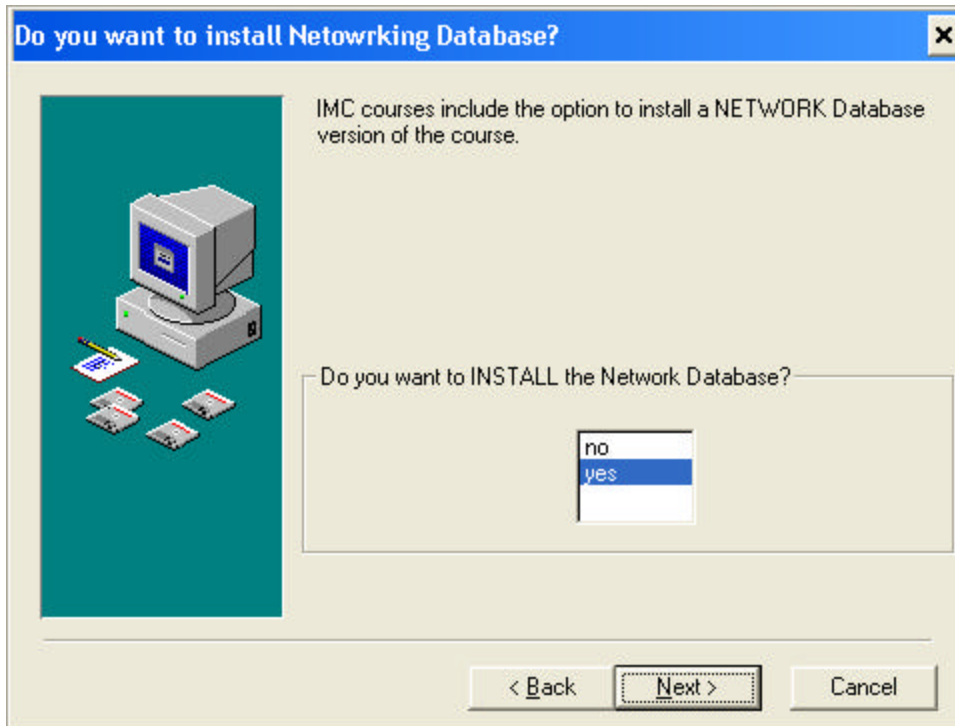 Do you want to install Netowrking Database?
IMC courses include the option to install a NETWORK Database
version of the course.
Do you want to INSTALL the Network Database?
no
yes
< Back
Next >
Cancel